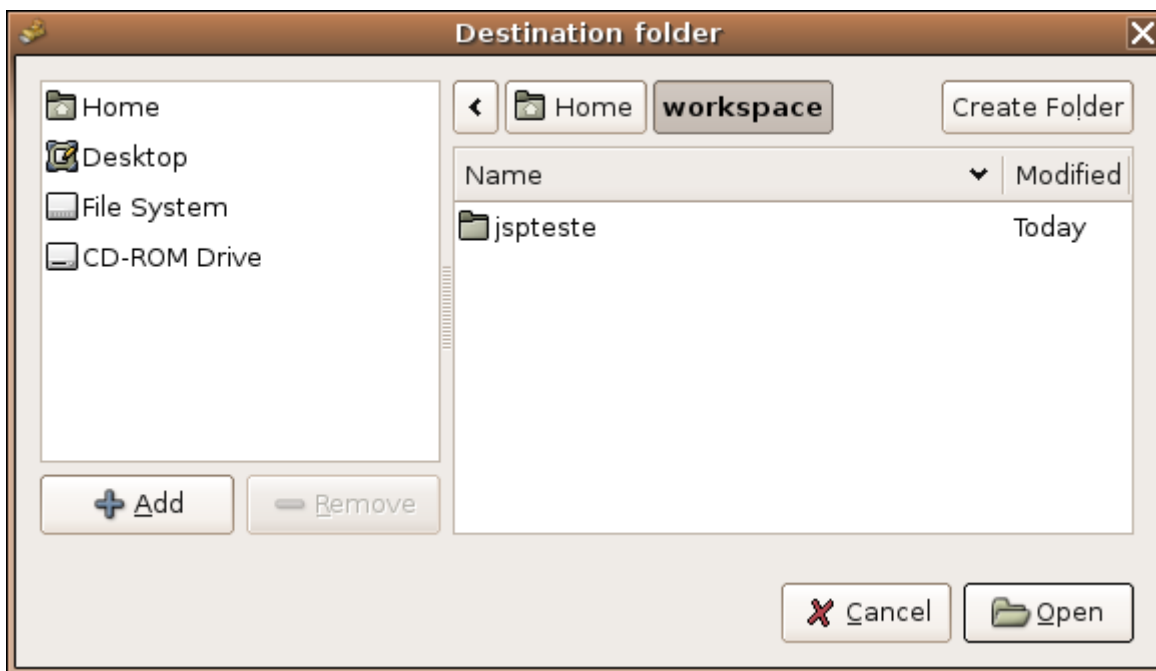 Destination folder
Home
Desktop
File System
CD-ROM Drive
Add
Remove
Home workspace Create Folder
Name Modified
jspteste Today
Cancel Open